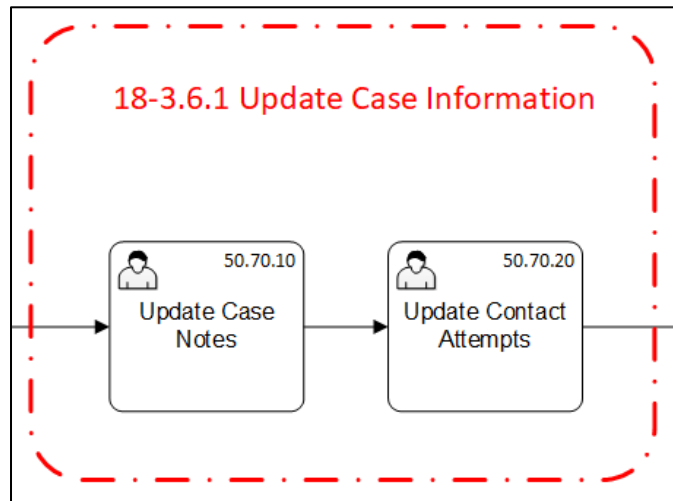 18-3.6.1 Update Case Information
50.70.10
Update Case
Notes
50.70.20
Update Contact
Attempts